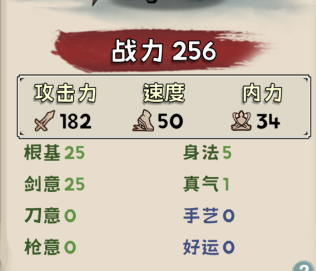 战力 256
攻击力 速度 内力
182 50 34
根基 25 身法 5
剑意 25 真气 1
刀意 0 手艺 0
枪意 0 好运 0
?